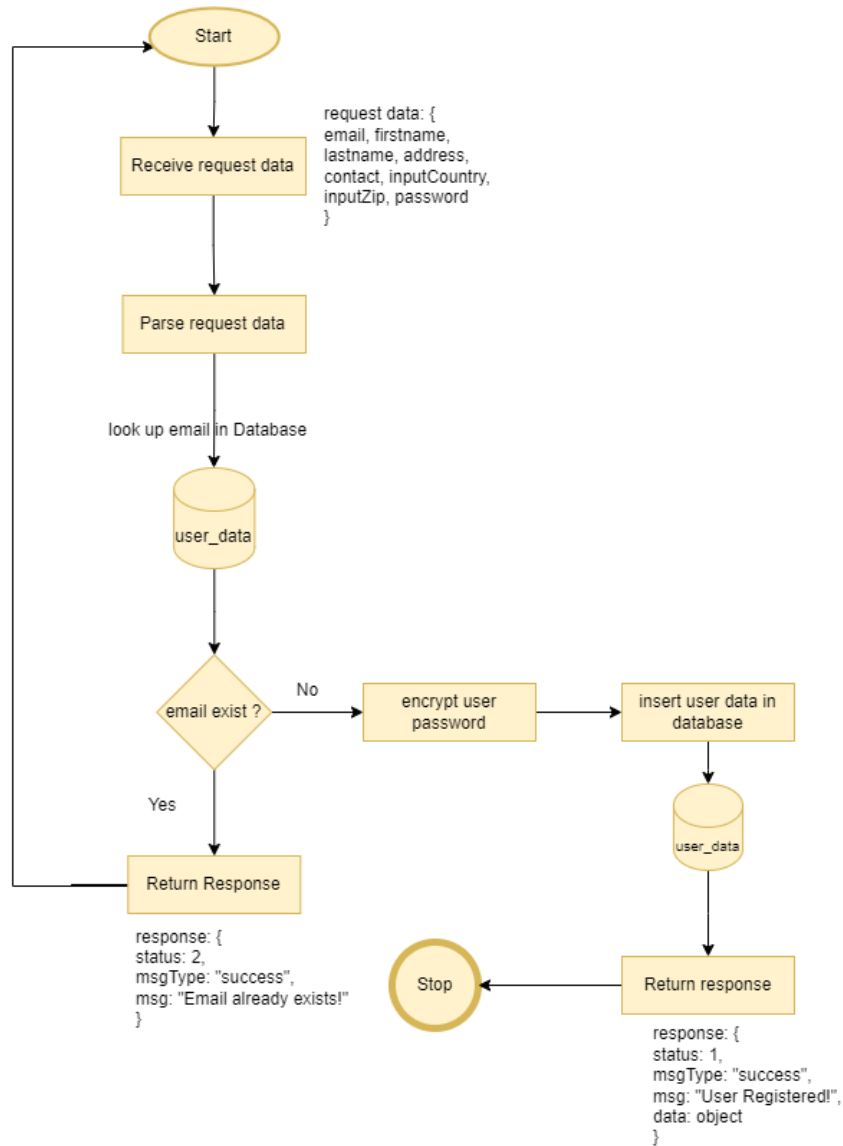 Start
request data: {
email, firstname,
lastname, address,
contact, inputCountry,
inputZip, password
}
Receive request data
Parse request data
look up email in Database
user_data
email exist ?
No
encrypt user
password
insert user data in
database
user_data
Yes
Return Response
response: {
status: 2,
msgType: "success",
msg: "Email already exists!"
}
Stop
Return response
response: {
status: 1,
msgType: "success",
msg: "User Registered!",
data: object
}